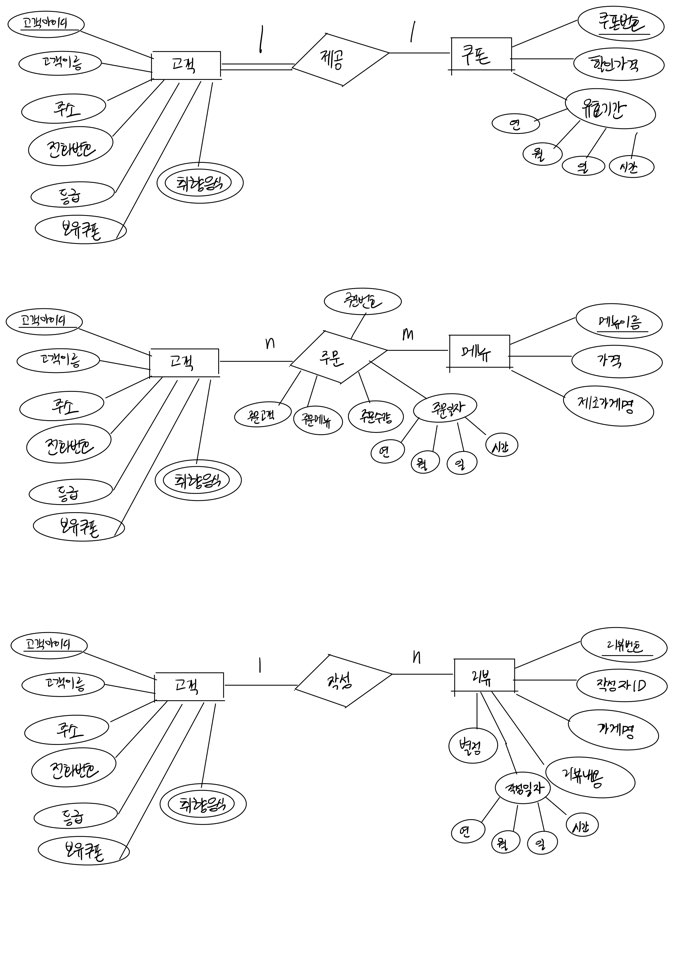 고객아이디
1
1
쿠폰번호
고객이름
고객
제공
쿠폰
할인가격
주소
유효기간
연
전화번호
월
일
시간
등급
취향음식
보유쿠폰
주문번호
고객아이디
n
m
메뉴이름
고객이름
고객
주문
메뉴
가격
주소
주문고객
주문메뉴
주문수량
주문일자
제조가게명
전화번호
연
월
일
시간
등급
취향음식
보유쿠폰
고객아이디
1
n
리뷰번호
고객이름
고객
작성
리뷰
작성자ID
주소
가게명
별점
전화번호
작성일자
리뷰내용
등급
취향음식
연
월
일
시간
보유쿠폰